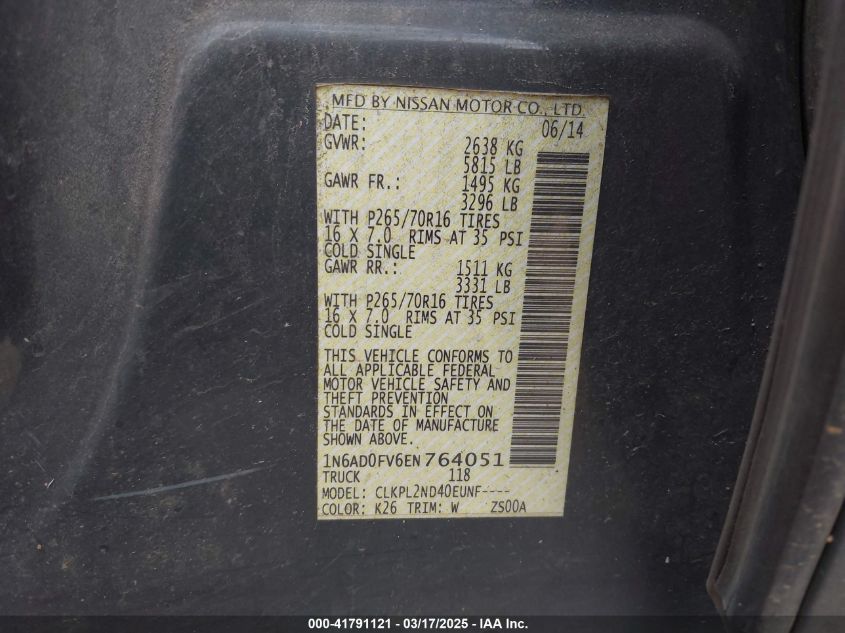 MFD BY NISSAN MOTOR CO., LTD.
DATE: 06/14
GVWR: 2638 KG
5815 LB
GAWR FR.: 1495 KG
3296 LB
WITH P265/70R16 TIRES
16 X 7.0 RIMS AT 35 PSI
COLD SINGLE
GAWR RR.: 1511 KG
3331 LB
WITH P265/70R16 TIRES
16 X 7.0 RIMS AT 35 PSI
COLD SINGLE
THIS VEHICLE CONFORMS TO
ALL APPLICABLE FEDERAL
MOTOR VEHICLE SAFETY AND
THEFT PREVENTION
STANDARDS IN EFFECT ON
THE DATE OF MANUFACTURE
SHOWN ABOVE.
1N6AD0FV6EN764051
TRUCK 118
MODEL: CLKPL2ND40EUNF----
COLOR: K26 TRIM: W ZS00A
000-41791121 - 03/17/2025 - IAA Inc.